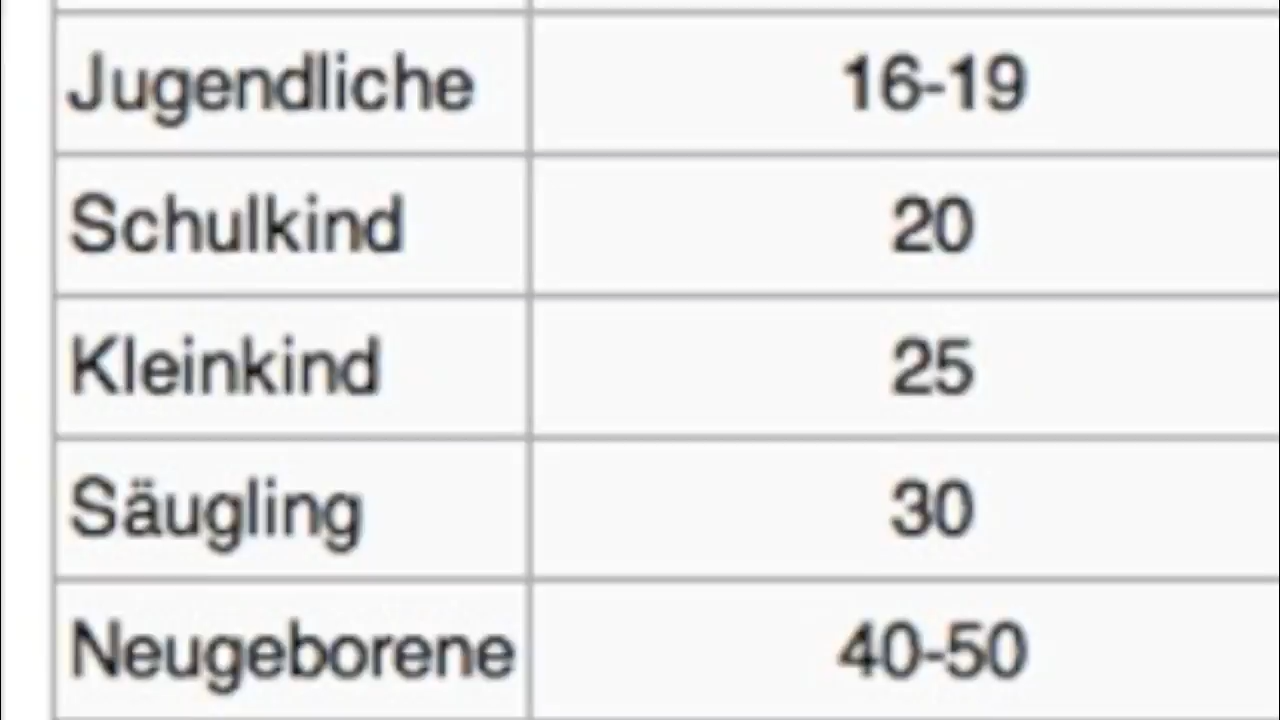 Jugendliche 16-19
Schulkind 20
Kleinkind 25
Säugling 30
Neugeborene 40-50